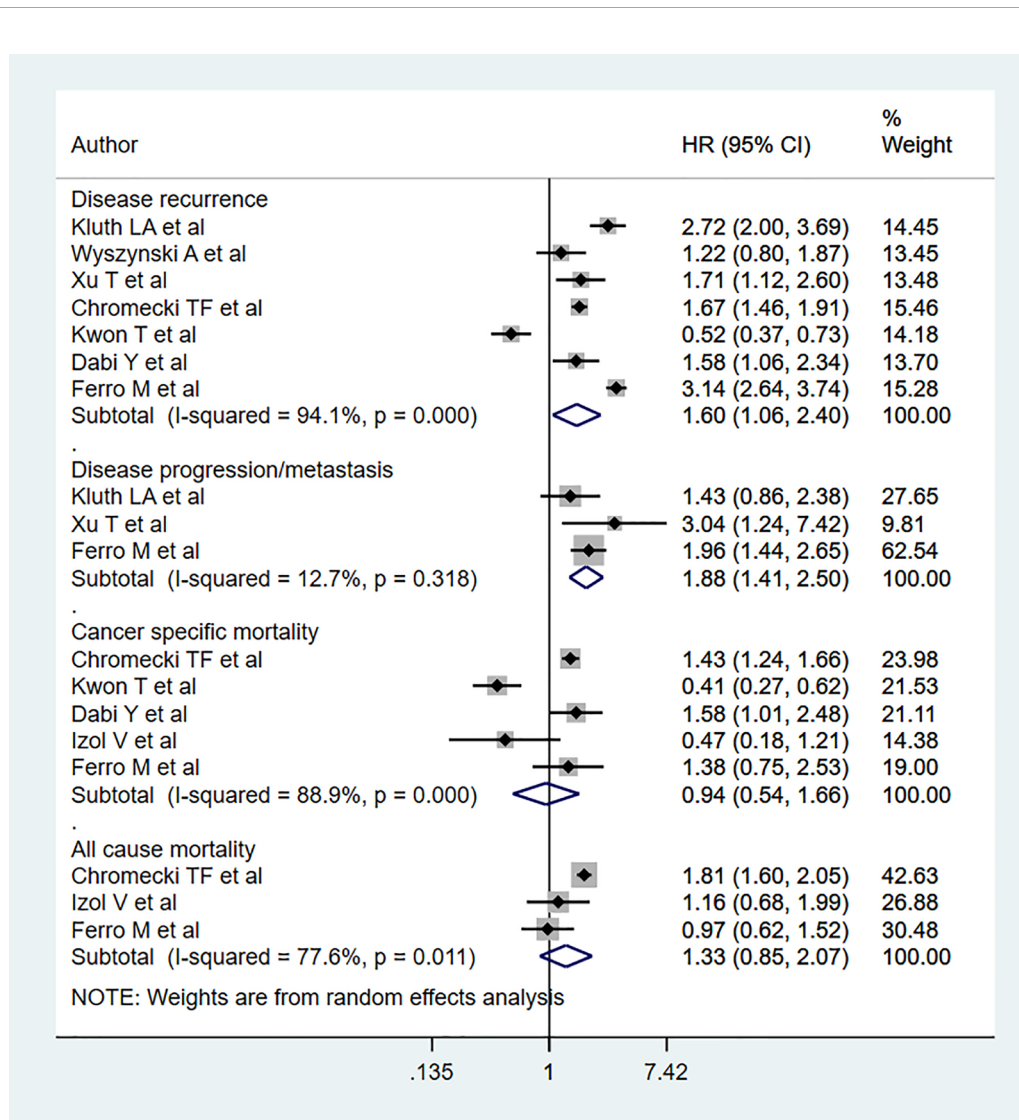 %
Author HR (95% CI) Weight
Disease recurrence
Kluth LA et al 2.72 (2.00, 3.69) 14.45
Wyszynski A et al 1.22 (0.80, 1.87) 13.45
Xu T et al 1.71 (1.12, 2.60) 13.48
Chromecki TF et al 1.67 (1.46, 1.91) 15.46
Kwon T et al 0.52 (0.37, 0.73) 14.18
Dabi Y et al 1.58 (1.06, 2.34) 13.70
Ferro M et al 3.14 (2.64, 3.74) 15.28
Subtotal (I-squared = 94.1%, p = 0.000) 1.60 (1.06, 2.40) 100.00
.
Disease progression/metastasis
Kluth LA et al 1.43 (0.86, 2.38) 27.65
Xu T et al 3.04 (1.24, 7.42) 9.81
Ferro M et al 1.96 (1.44, 2.65) 62.54
Subtotal (I-squared = 12.7%, p = 0.318) 1.88 (1.41, 2.50) 100.00
.
Cancer specific mortality
Chromecki TF et al 1.43 (1.24, 1.66) 23.98
Kwon T et al 0.41 (0.27, 0.62) 21.53
Dabi Y et al 1.58 (1.01, 2.48) 21.11
Izol V et al 0.47 (0.18, 1.21) 14.38
Ferro M et al 1.38 (0.75, 2.53) 19.00
Subtotal (I-squared = 88.9%, p = 0.000) 0.94 (0.54, 1.66) 100.00
.
All cause mortality
Chromecki TF et al 1.81 (1.60, 2.05) 42.63
Izol V et al 1.16 (0.68, 1.99) 26.88
Ferro M et al 0.97 (0.62, 1.52) 30.48
Subtotal (I-squared = 77.6%, p = 0.011) 1.33 (0.85, 2.07) 100.00
NOTE: Weights are from random effects analysis
.135 1 7.42